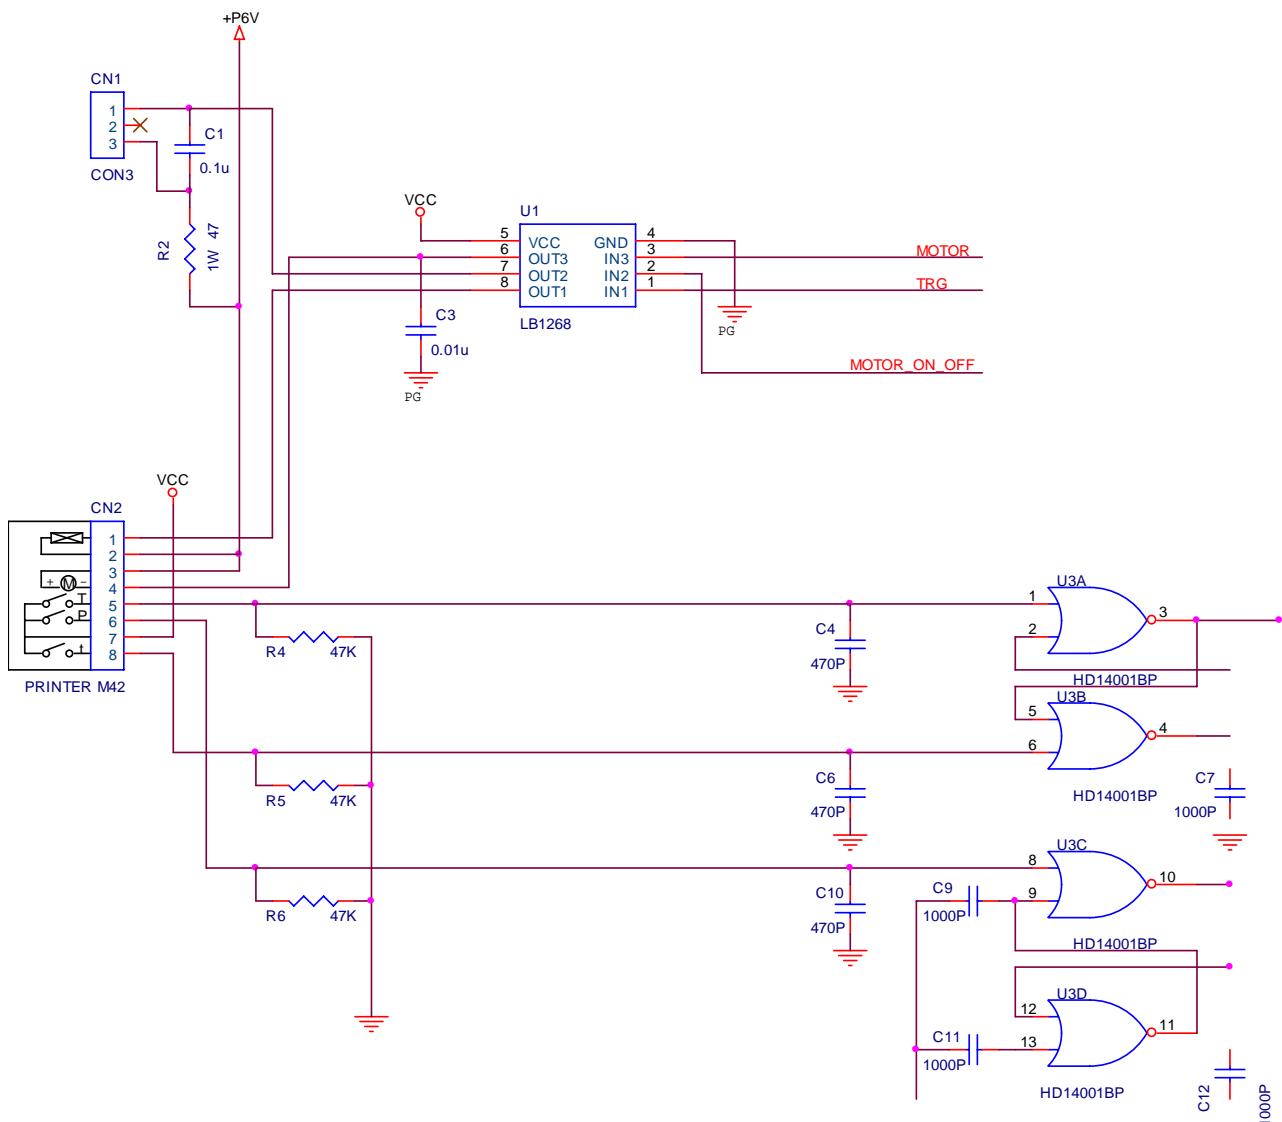 +P6V
CN1
1
2
3
CON3
C1
0.1u
R2
1W 47
VCC
U1
5
6
7
8
VCC
OUT3
OUT2
OUT1
GND
IN3
IN2
IN1
4
3
2
1
LB1268
MOTOR
TRG
MOTOR_ON_OFF
PG
C3
0.01u
PG
VCC
CN2
1
2
3
4
5
6
7
8
+ M -
T
P
t
PRINTER M42
R4 47K
R5 47K
R6 47K
C4
470P
C6
470P
C10
470P
U3A
1
2
3
HD14001BP
U3B
5
6
4
HD14001BP
C7
1000P
U3C
8
9
10
HD14001BP
C9
1000P
U3D
12
13
11
HD14001BP
C11
1000P
C12